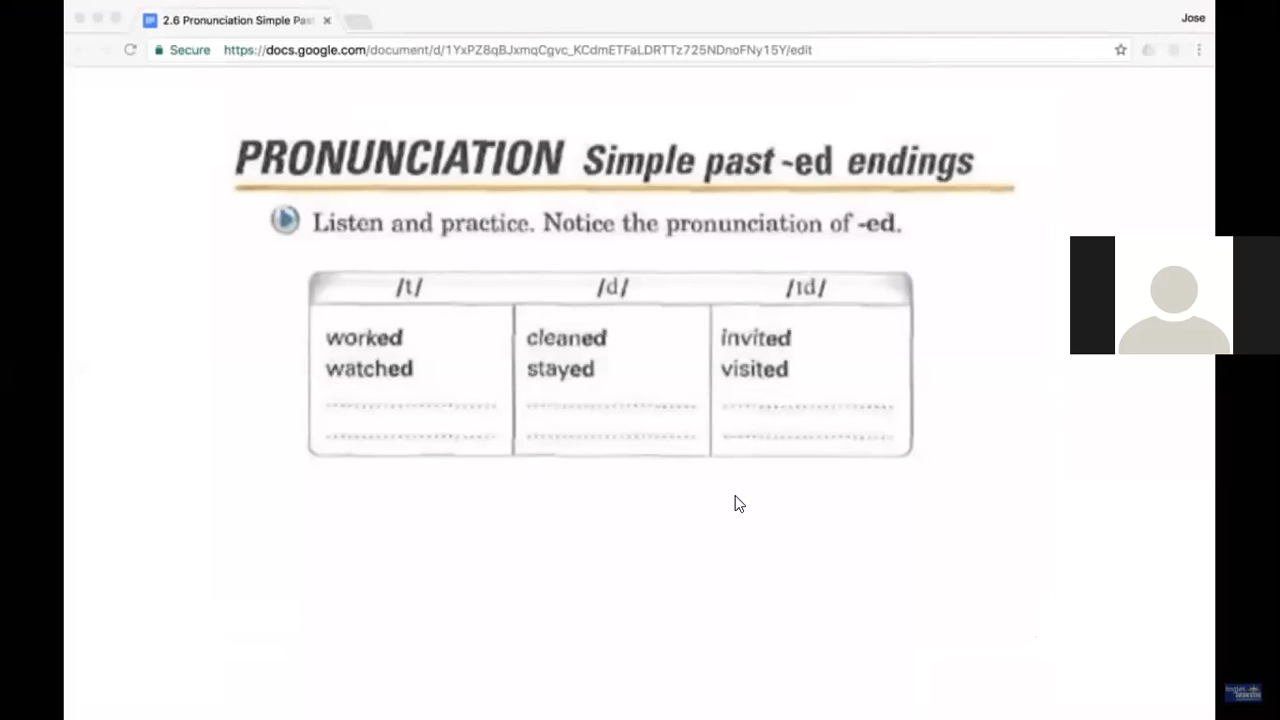 2.6 Pronunciation Simple Pas
Jose
Secure https://docs.google.com/document/d/1YxPZ8qBJxmqCgvc_KCdmETFaLDRTTz725NDnoFNy15Y/edit
PRONUNCIATION Simple past -ed endings
Listen and practice. Notice the pronunciation of -ed.
/t/ /d/ /ɪd/
worked cleaned invited
watched stayed visited